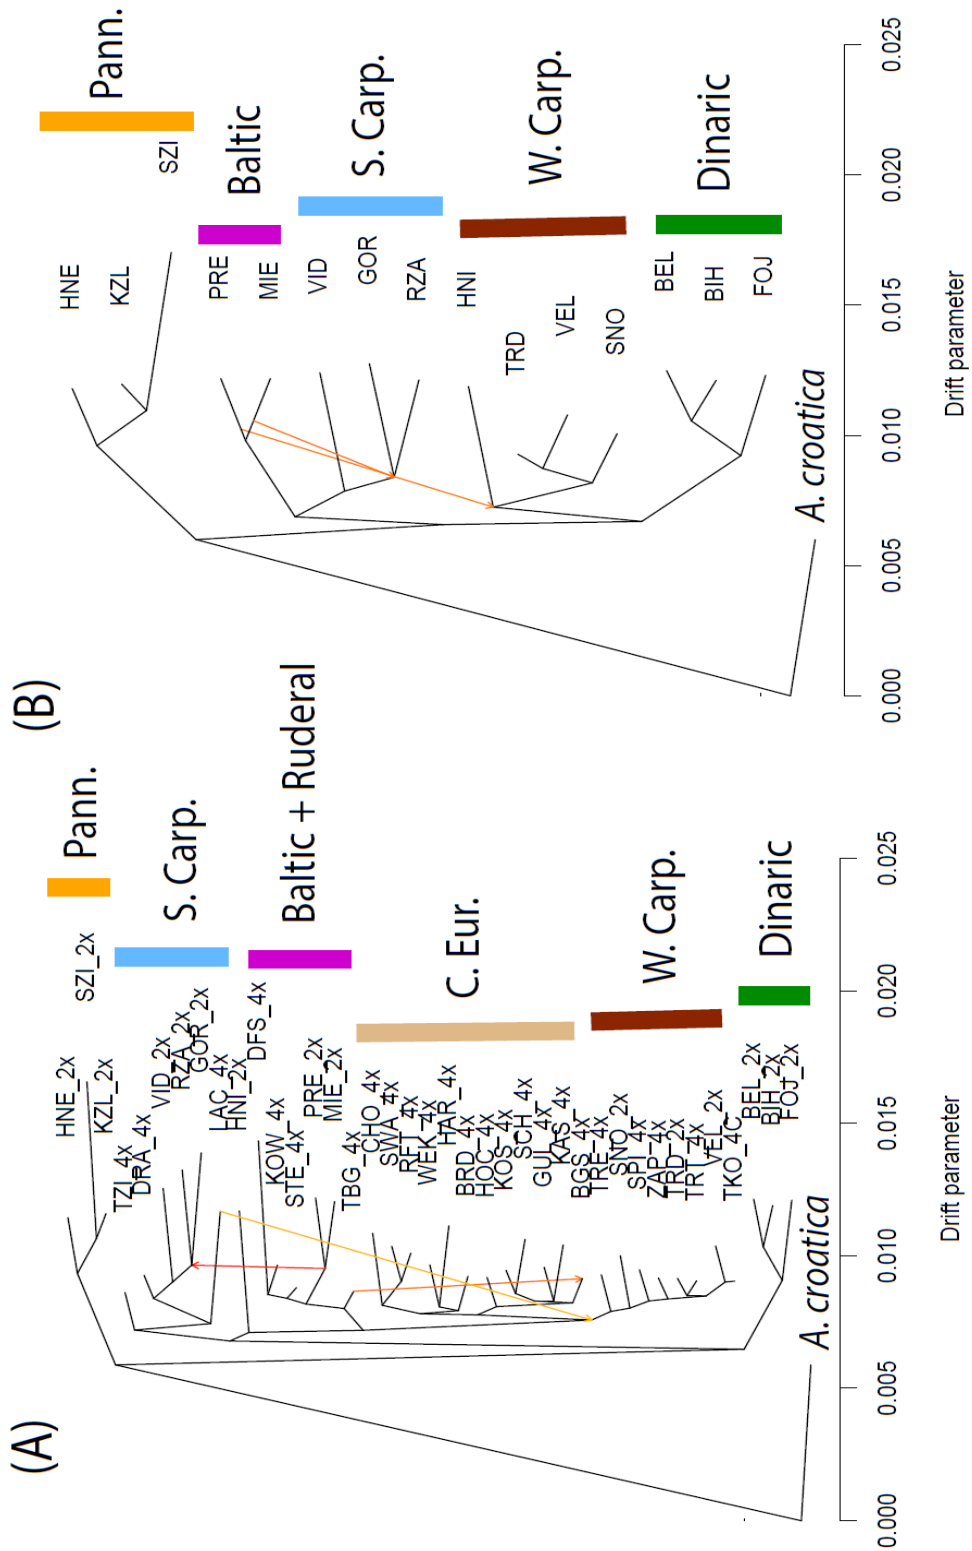 (A)
HNE_2x
KZL_2x
SZI_2x
Pann.
TZI_4x
DRA_4x
VID_2x
RZA_2x
GOR_2x
LAC_4x
HNI_2x
S. Carp.
DFS_4x
KOW_4x
STE_4x
PRE_2x
MIE_2x
TBG_4x
Baltic + Ruderal
CHO_4x
SWA_4x
RFT_4x
WEK_4x
HAR_4x
BRD_4x
HOC_4x
KOS_4x
SCH_4x
GUL_4x
KAS_4x
BGS_4x
C. Eur.
TRE_4x
SNO_2x
SPI_4x
ZAP_4x
TRD_2x
TRT_4x
VEL_2x
TKO_4C
W. Carp.
BEL_2x
BIH_2x
FOJ_2x
Dinaric
A. croatica
0.000 0.005 0.010 0.015 0.020 0.025
Drift parameter
(B)
HNE
KZL
SZI
Pann.
PRE
MIE
Baltic
VID
GOR
RZA
S. Carp.
HNI
TRD
VEL
SNO
W. Carp.
BEL
BIH
FOJ
Dinaric
A. croatica
0.000 0.005 0.010 0.015 0.020 0.025
Drift parameter